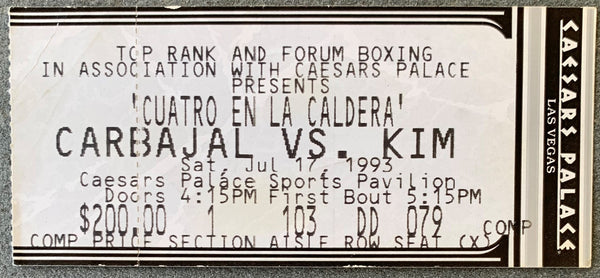 TOP RANK AND FORUM BOXING
IN ASSOCIATION WITH CAESARS PALACE
PRESENTS
'CUATRO EN LA CALDERA'
CARBAJAL VS. KIM
Sat, Jul 17, 1993
Caesars Palace Sports Pavilion
Doors 4:15PM First Bout 5:15PM
$200.00 1 103 DD 079 COMP
COMP PRICE SECTION AISLE ROW SEAT (X)
CAESARS PALACE
LAS VEGAS